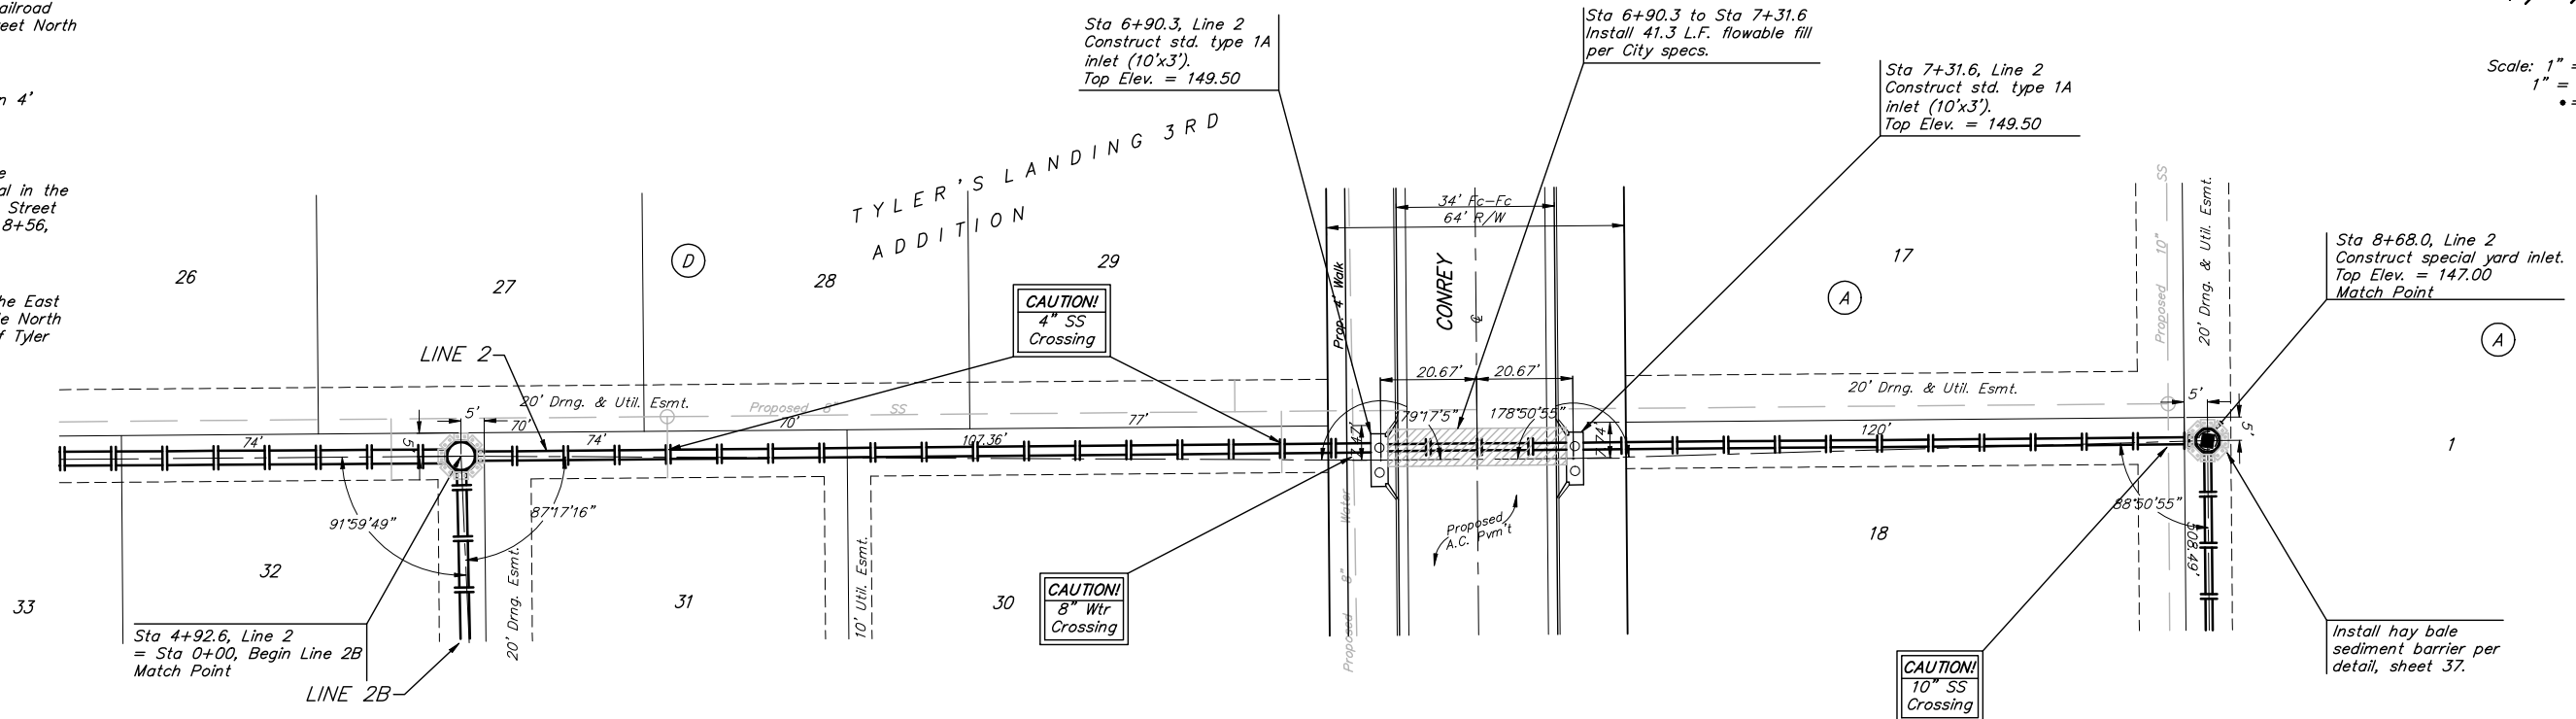 ailroad
eet North
n 4'
e
al in the
Street
8+56,
he East
le North
f Tyler
Sta 6+90.3, Line 2
Construct std. type 1A
inlet (10'x3').
Top Elev. = 149.50
Sta 6+90.3 to Sta 7+31.6
Install 41.3 L.F. flowable fill
per City specs.
Sta 7+31.6, Line 2
Construct std. type 1A
inlet (10'x3').
Top Elev. = 149.50
Scale: 1" =
1" =
• =
TYLER'S LANDING 3RD
ADDITION
26
27
D
28
29
34' Fc-Fc
64' R/W
Prop. 4' Walk
CONREY
℄
17
A
Proposed 10" SS
20' Drng. & Util. Esmt.
Sta 8+68.0, Line 2
Construct special yard inlet.
Top Elev. = 147.00
Match Point
A
CAUTION!
4" SS
Crossing
LINE 2
20.67'
20.67'
20' Drng. & Util. Esmt.
5'
20' Drng. & Util. Esmt.
Proposed 8" SS
5'
70'
70'
77'
179°17'5"
178°50'55"
5'
74'
74'
107.36'
7.47'
7.74'
120'
5'
1
91°59'49"
87°17'16"
88°50'55"
508.49'
Proposed
A.C. Pvm't
Proposed 8" Water
18
32
33
31
30
20' Drng. Esmt.
10' Util. Esmt.
CAUTION!
8" Wtr
Crossing
Sta 4+92.6, Line 2
= Sta 0+00, Begin Line 2B
Match Point
LINE 2B
CAUTION!
10" SS
Crossing
Install hay bale
sediment barrier per
detail, sheet 37.